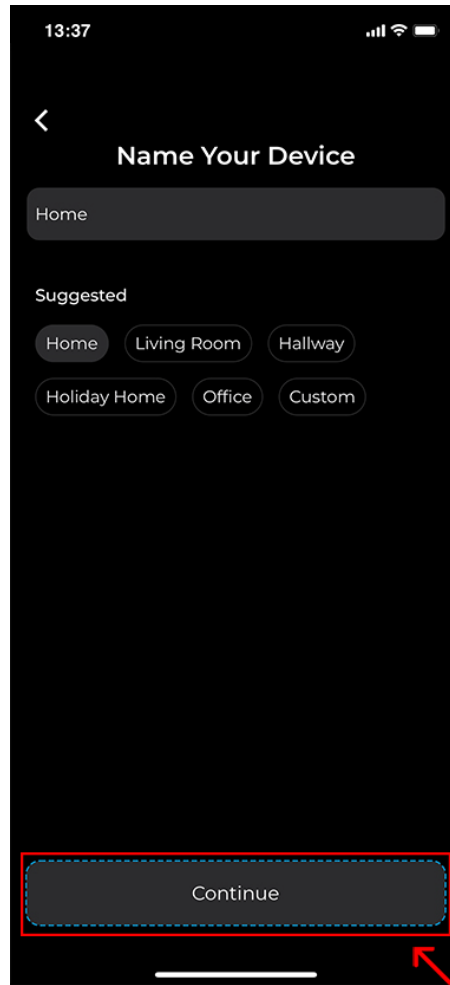 13:37
Name Your Device
Home
Suggested
Home Living Room Hallway
Holiday Home Office Custom
Continue